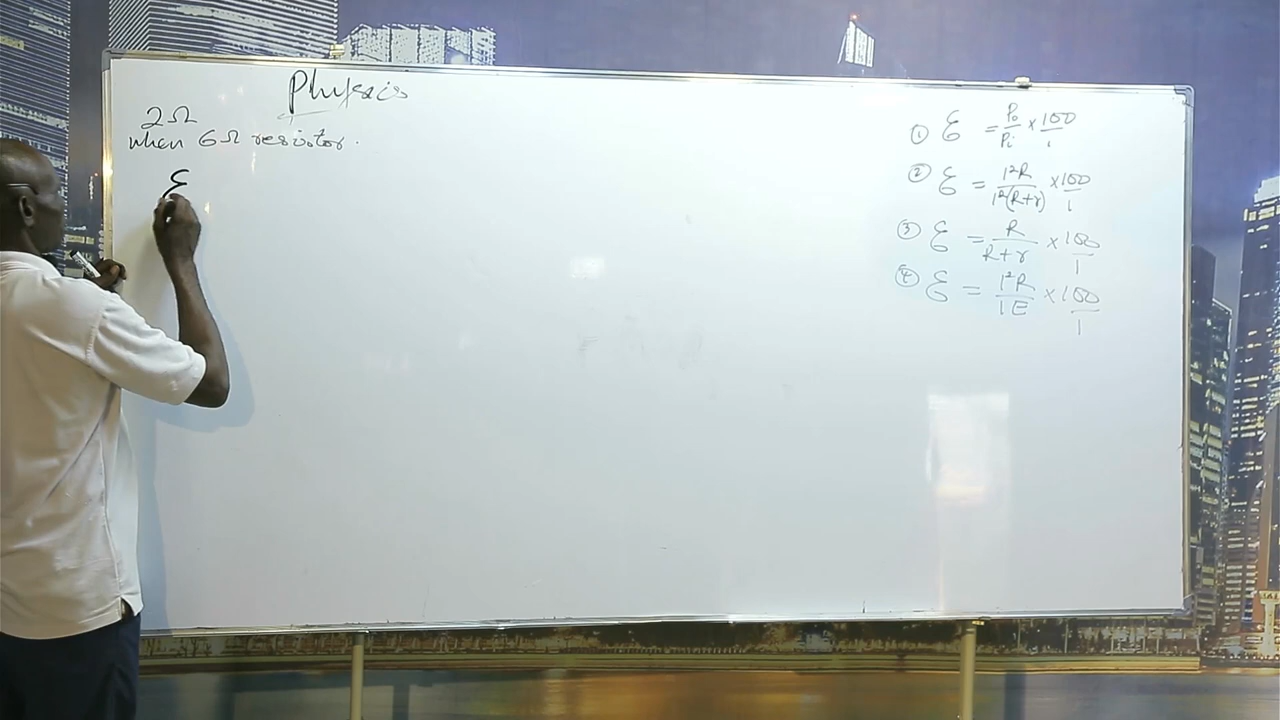 Physics
2Ω
when 6Ω resistor.
ε
① ε = Po/Pi × 100/1
② ε = I²R/I²(R+r) × 100/1
③ ε = R/R+r × 100/1
④ ε = I²R/IE × 100/1